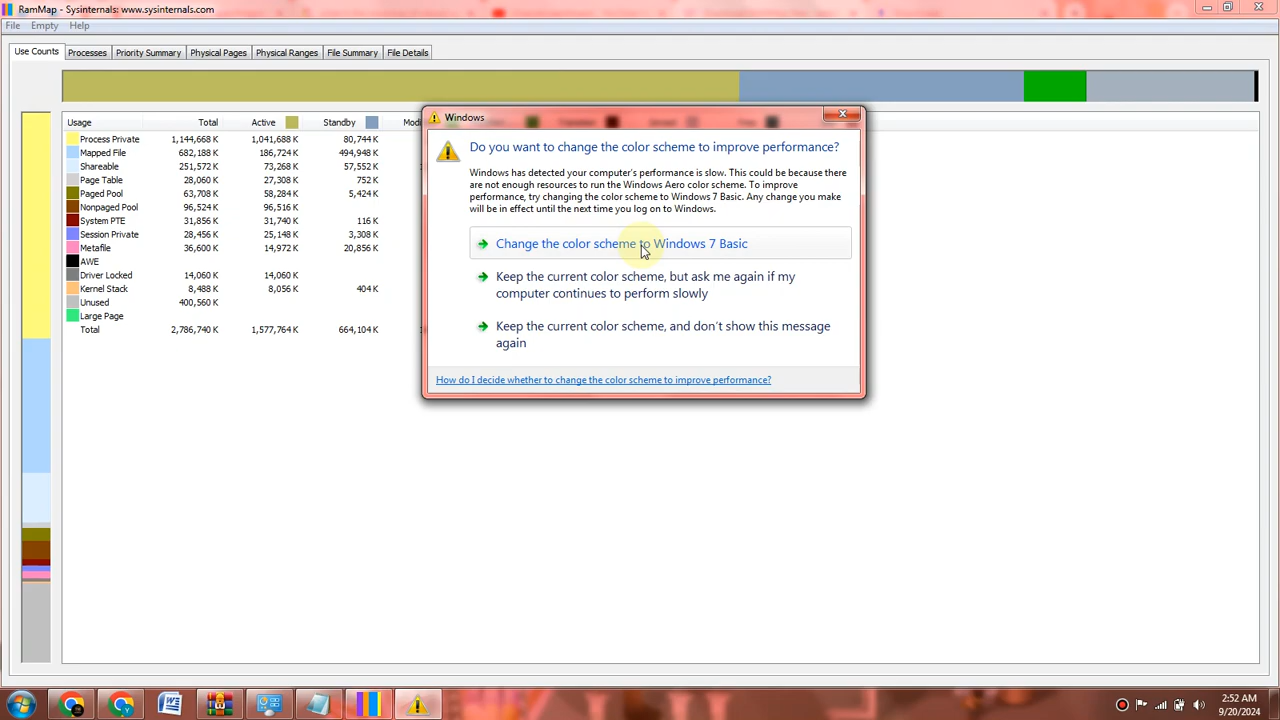 RamMap - Sysinternals: www.sysinternals.com
File Empty Help
Use Counts Processes Priority Summary Physical Pages Physical Ranges File Summary File Details
Usage Total Active Standby
Process Private 1,144,668 K 1,041,688 K 80,744 K
Mapped File 682,188 K 186,724 K 494,948 K
Shareable 251,572 K 73,268 K 57,552 K
Page Table 28,060 K 27,308 K 752 K
Paged Pool 63,708 K 58,284 K 5,424 K
Nonpaged Pool 96,524 K 96,516 K
System PTE 31,856 K 31,740 K 116 K
Session Private 28,456 K 25,148 K 3,308 K
Metafile 36,600 K 14,972 K 20,856 K
AWE
Driver Locked 14,060 K 14,060 K
Kernel Stack 8,488 K 8,056 K 404 K
Unused 400,560 K
Large Page
Total 2,786,740 K 1,577,764 K 664,104 K
Windows
Do you want to change the color scheme to improve performance?
Windows has detected your computer's performance is slow. This could be because there
are not enough resources to run the Windows Aero color scheme. To improve
performance, try changing the color scheme to Windows 7 Basic. Any change you make
will be in effect until the next time you log on to Windows.
Change the color scheme to Windows 7 Basic
Keep the current color scheme, but ask me again if my
computer continues to perform slowly
Keep the current color scheme, and don't show this message
again
How do I decide whether to change the color scheme to improve performance?
2:52 AM
9/20/2024